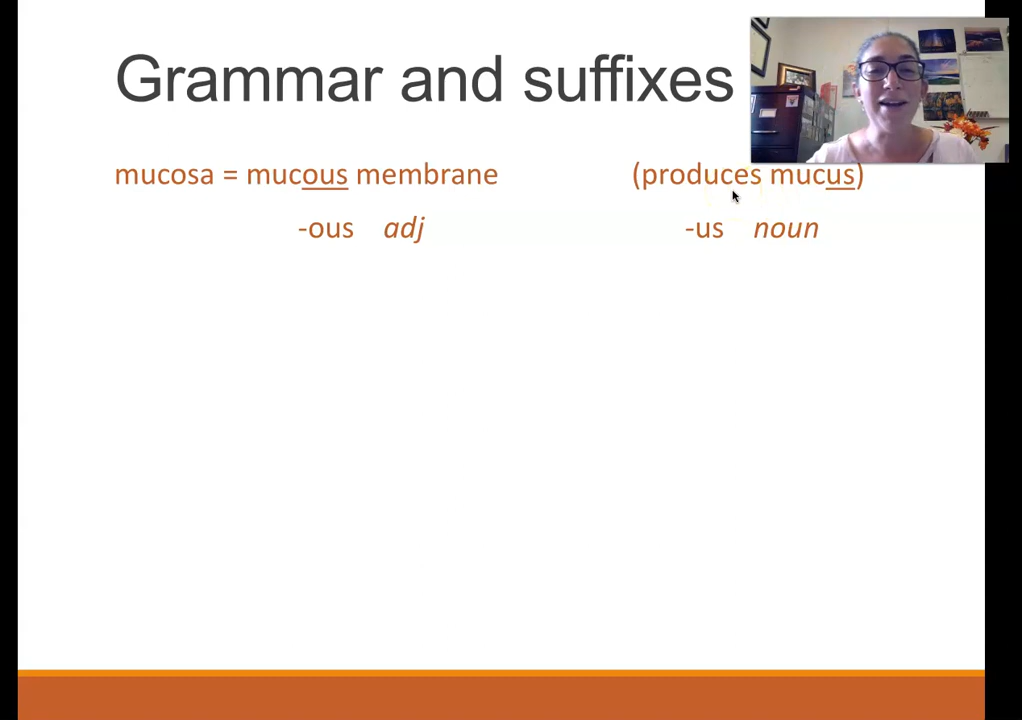 Grammar and suffixes
mucosa = mucous membrane (produces mucus)
-ous adj -us noun